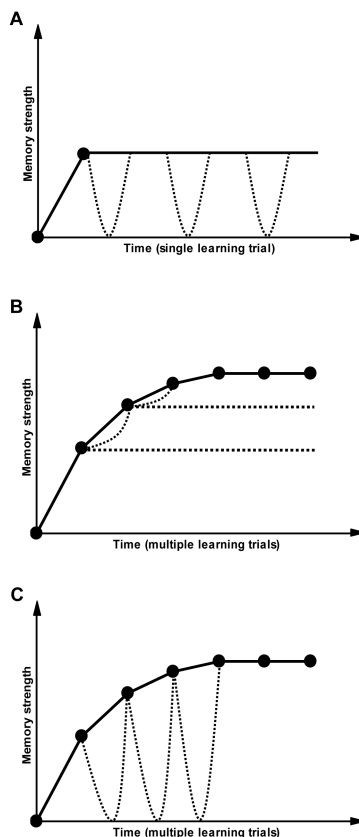 A
Memory strength
Time (single learning trial)
B
Memory strength
Time (multiple learning trials)
C
Memory strength
Time (multiple learning trials)